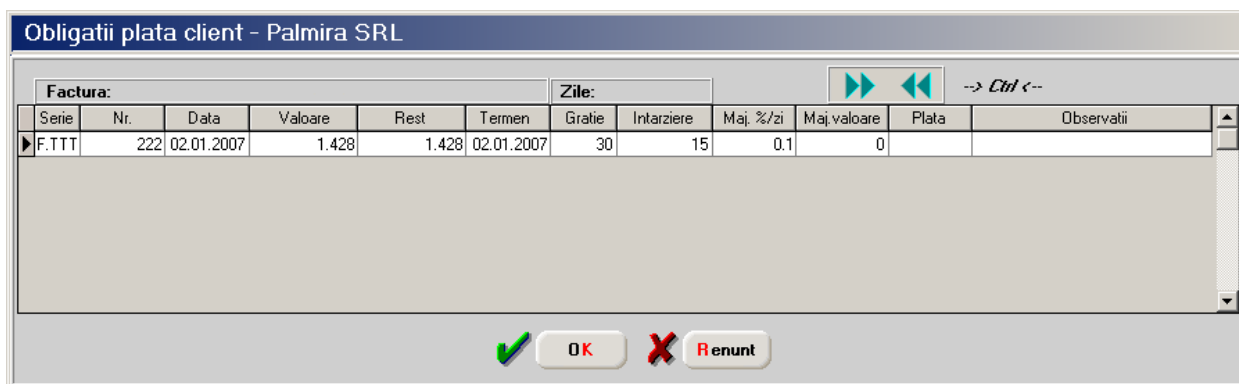 Obligatii plata client - Palmira SRL
Factura: Zile: --> Ctrl <--
Serie Nr. Data Valoare Rest Termen Gratie Intarziere Maj. %/zi Maj.valoare Plata Observatii
F.TTT 222 02.01.2007 1.428 1.428 02.01.2007 30 15 0.1 0
OK Renunt